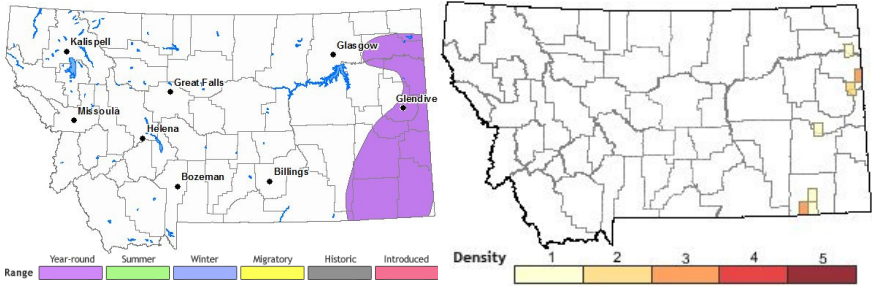 Kalispell
Glasgow
Great Falls
Glendive
Missoula
Helena
Bozeman
Billings
Range
Year-round
Summer
Winter
Migratory
Historic
Introduced
Density
1 2 3 4 5